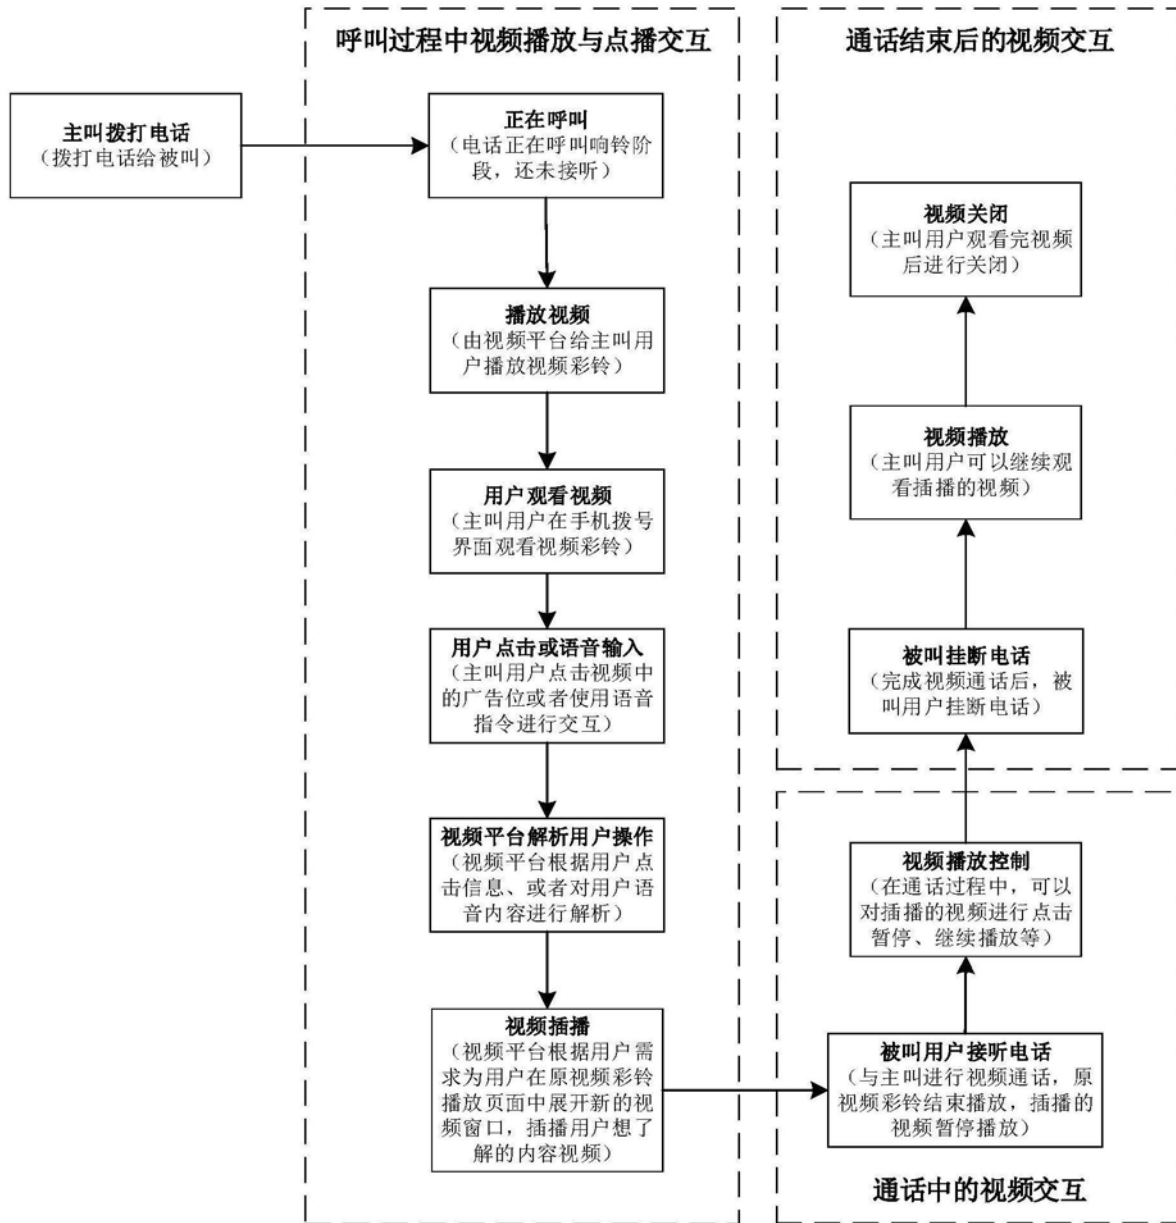 呼叫过程中视频播放与点播交互
主叫拨打电话
（拨打电话给被叫）
正在呼叫
（电话正在呼叫响铃阶
段，还未接听）
播放视频
（由视频平台给主叫用
户播放视频彩铃）
用户观看视频
（主叫用户在手机拨号
界面观看视频彩铃）
用户点击或语音输入
（主叫用户点击视频中
的广告位或者使用语音
指令进行交互）
视频平台解析用户操作
（视频平台根据用户点
击信息、或者对用户语
音内容进行解析）
视频插播
（视频平台根据用户需
求为用户在原视频彩铃
播放页面中展开新的视
频窗口，插播用户想了
解的内容视频）
被叫用户接听电话
（与主叫进行视频通话，原
视频彩铃结束播放，插播的
视频暂停播放）
视频播放控制
（在通话过程中，可以
对插播的视频进行点击
暂停、继续播放等）
通话中的视频交互
通话结束后的视频交互
被叫挂断电话
（完成视频通话后，被
叫用户挂断电话）
视频播放
（主叫用户可以继续观
看插播的视频）
视频关闭
（主叫用户观看完视频
后进行关闭）